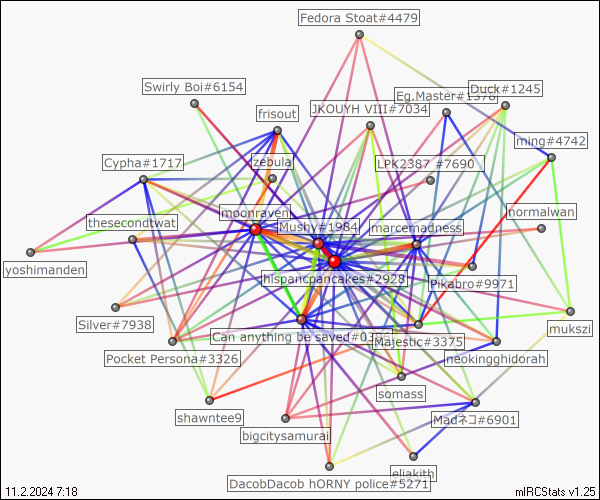 Fedora Stoat#4479
Swirly Boi#6154
Eg.Master#1378
Duck#1245
frisout
JKOUYH VIII#7034
ming#4742
Cypha#1717
zebula
LPK2387 #7690
moonraven
normalwan
thesecondtwat
Mushy#1984
marcemadness
yoshimanden
hispancpancakes#2928
Pikabro#9971
Silver#7938
Can anything be saved#03
Majestic#3375
mukszi
Pocket Persona#3326
neokingghidorah
somass
shawntee9
Madネコ#6901
bigcitysamurai
eliakith
DacobDacob hORNY police#5271
11.2.2024 7:18
mIRCStats v1.25